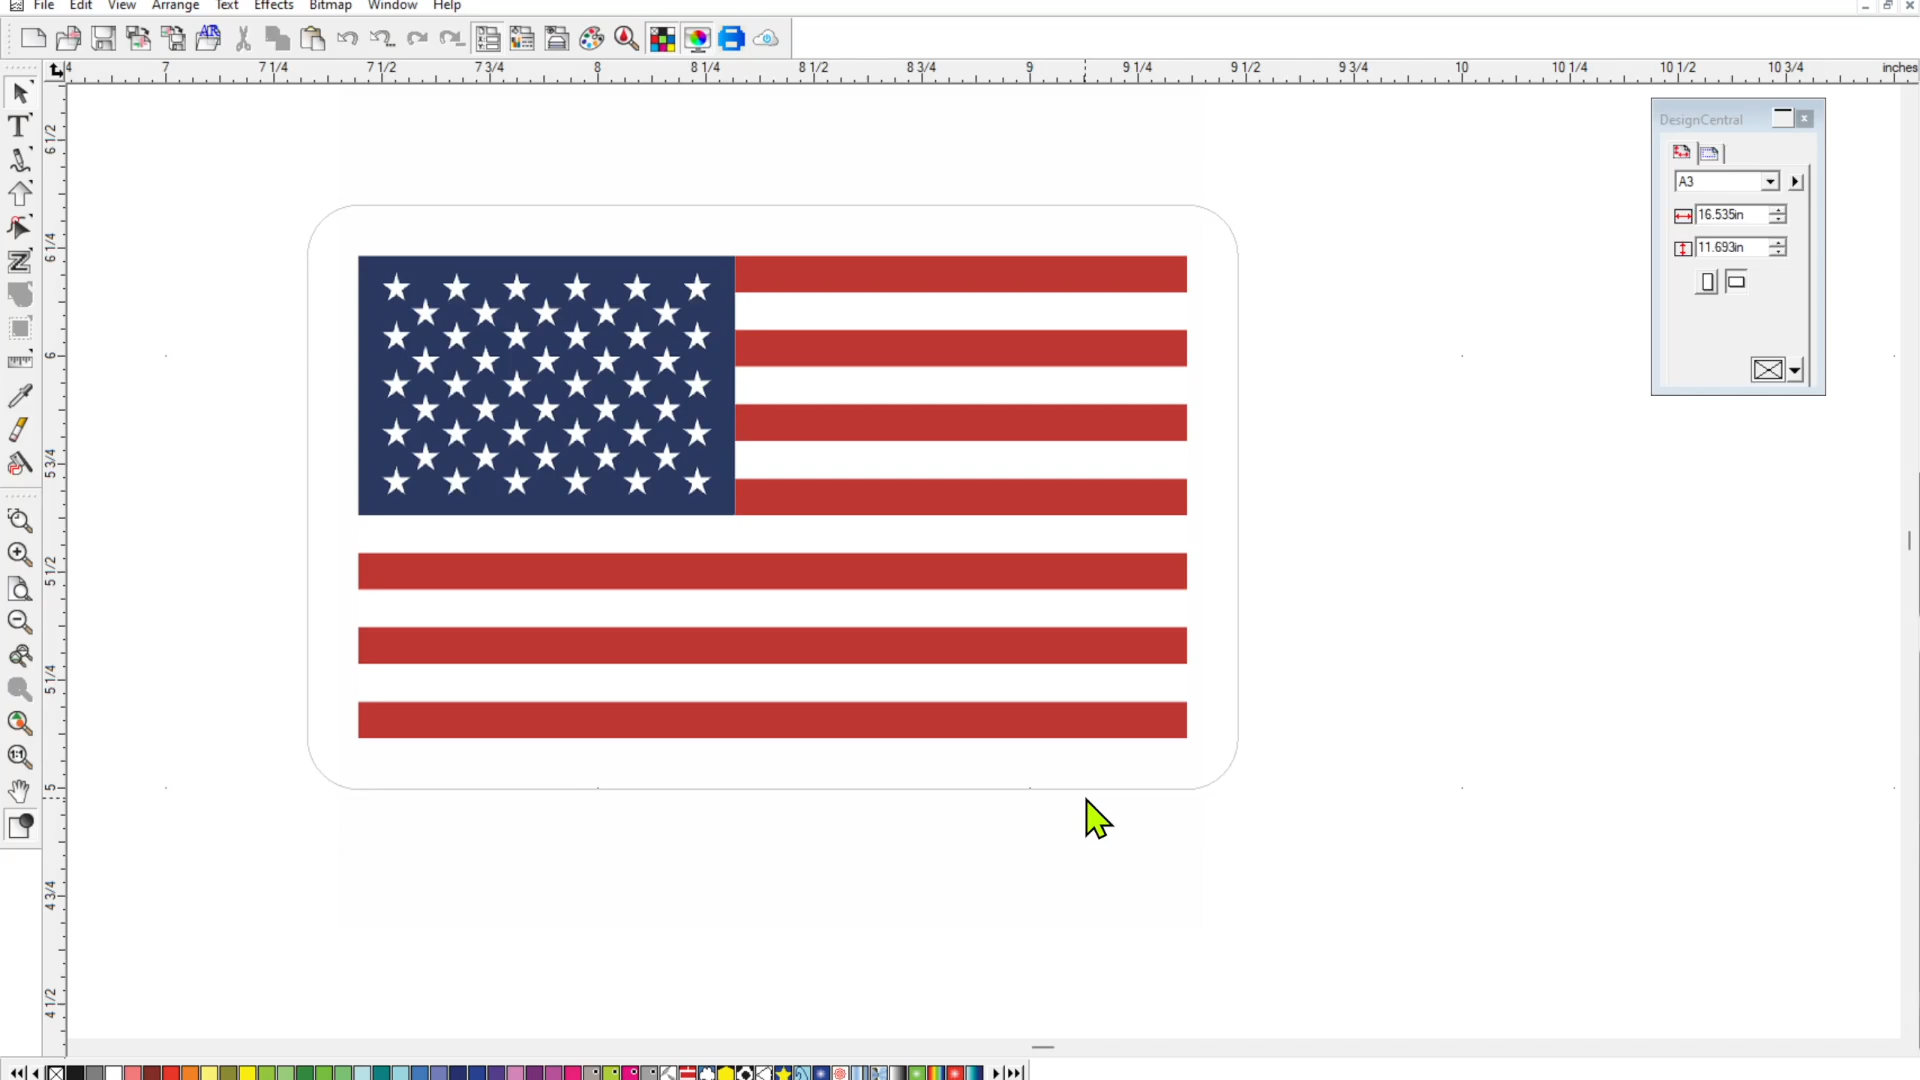 File Edit View Arrange Text Effects Bitmap Window Help
4 7 7 1/4 7 1/2 7 3/4 8 8 1/4 8 1/2 8 3/4 9 9 1/4 9 1/2 9 3/4 10 10 1/4 10 1/2 10 3/4 inches
6 1/2
6 1/4
6
5 3/4
5 1/2
5 1/4
5
4 3/4
4 1/2
DesignCentral
A3
16.535in
11.693in